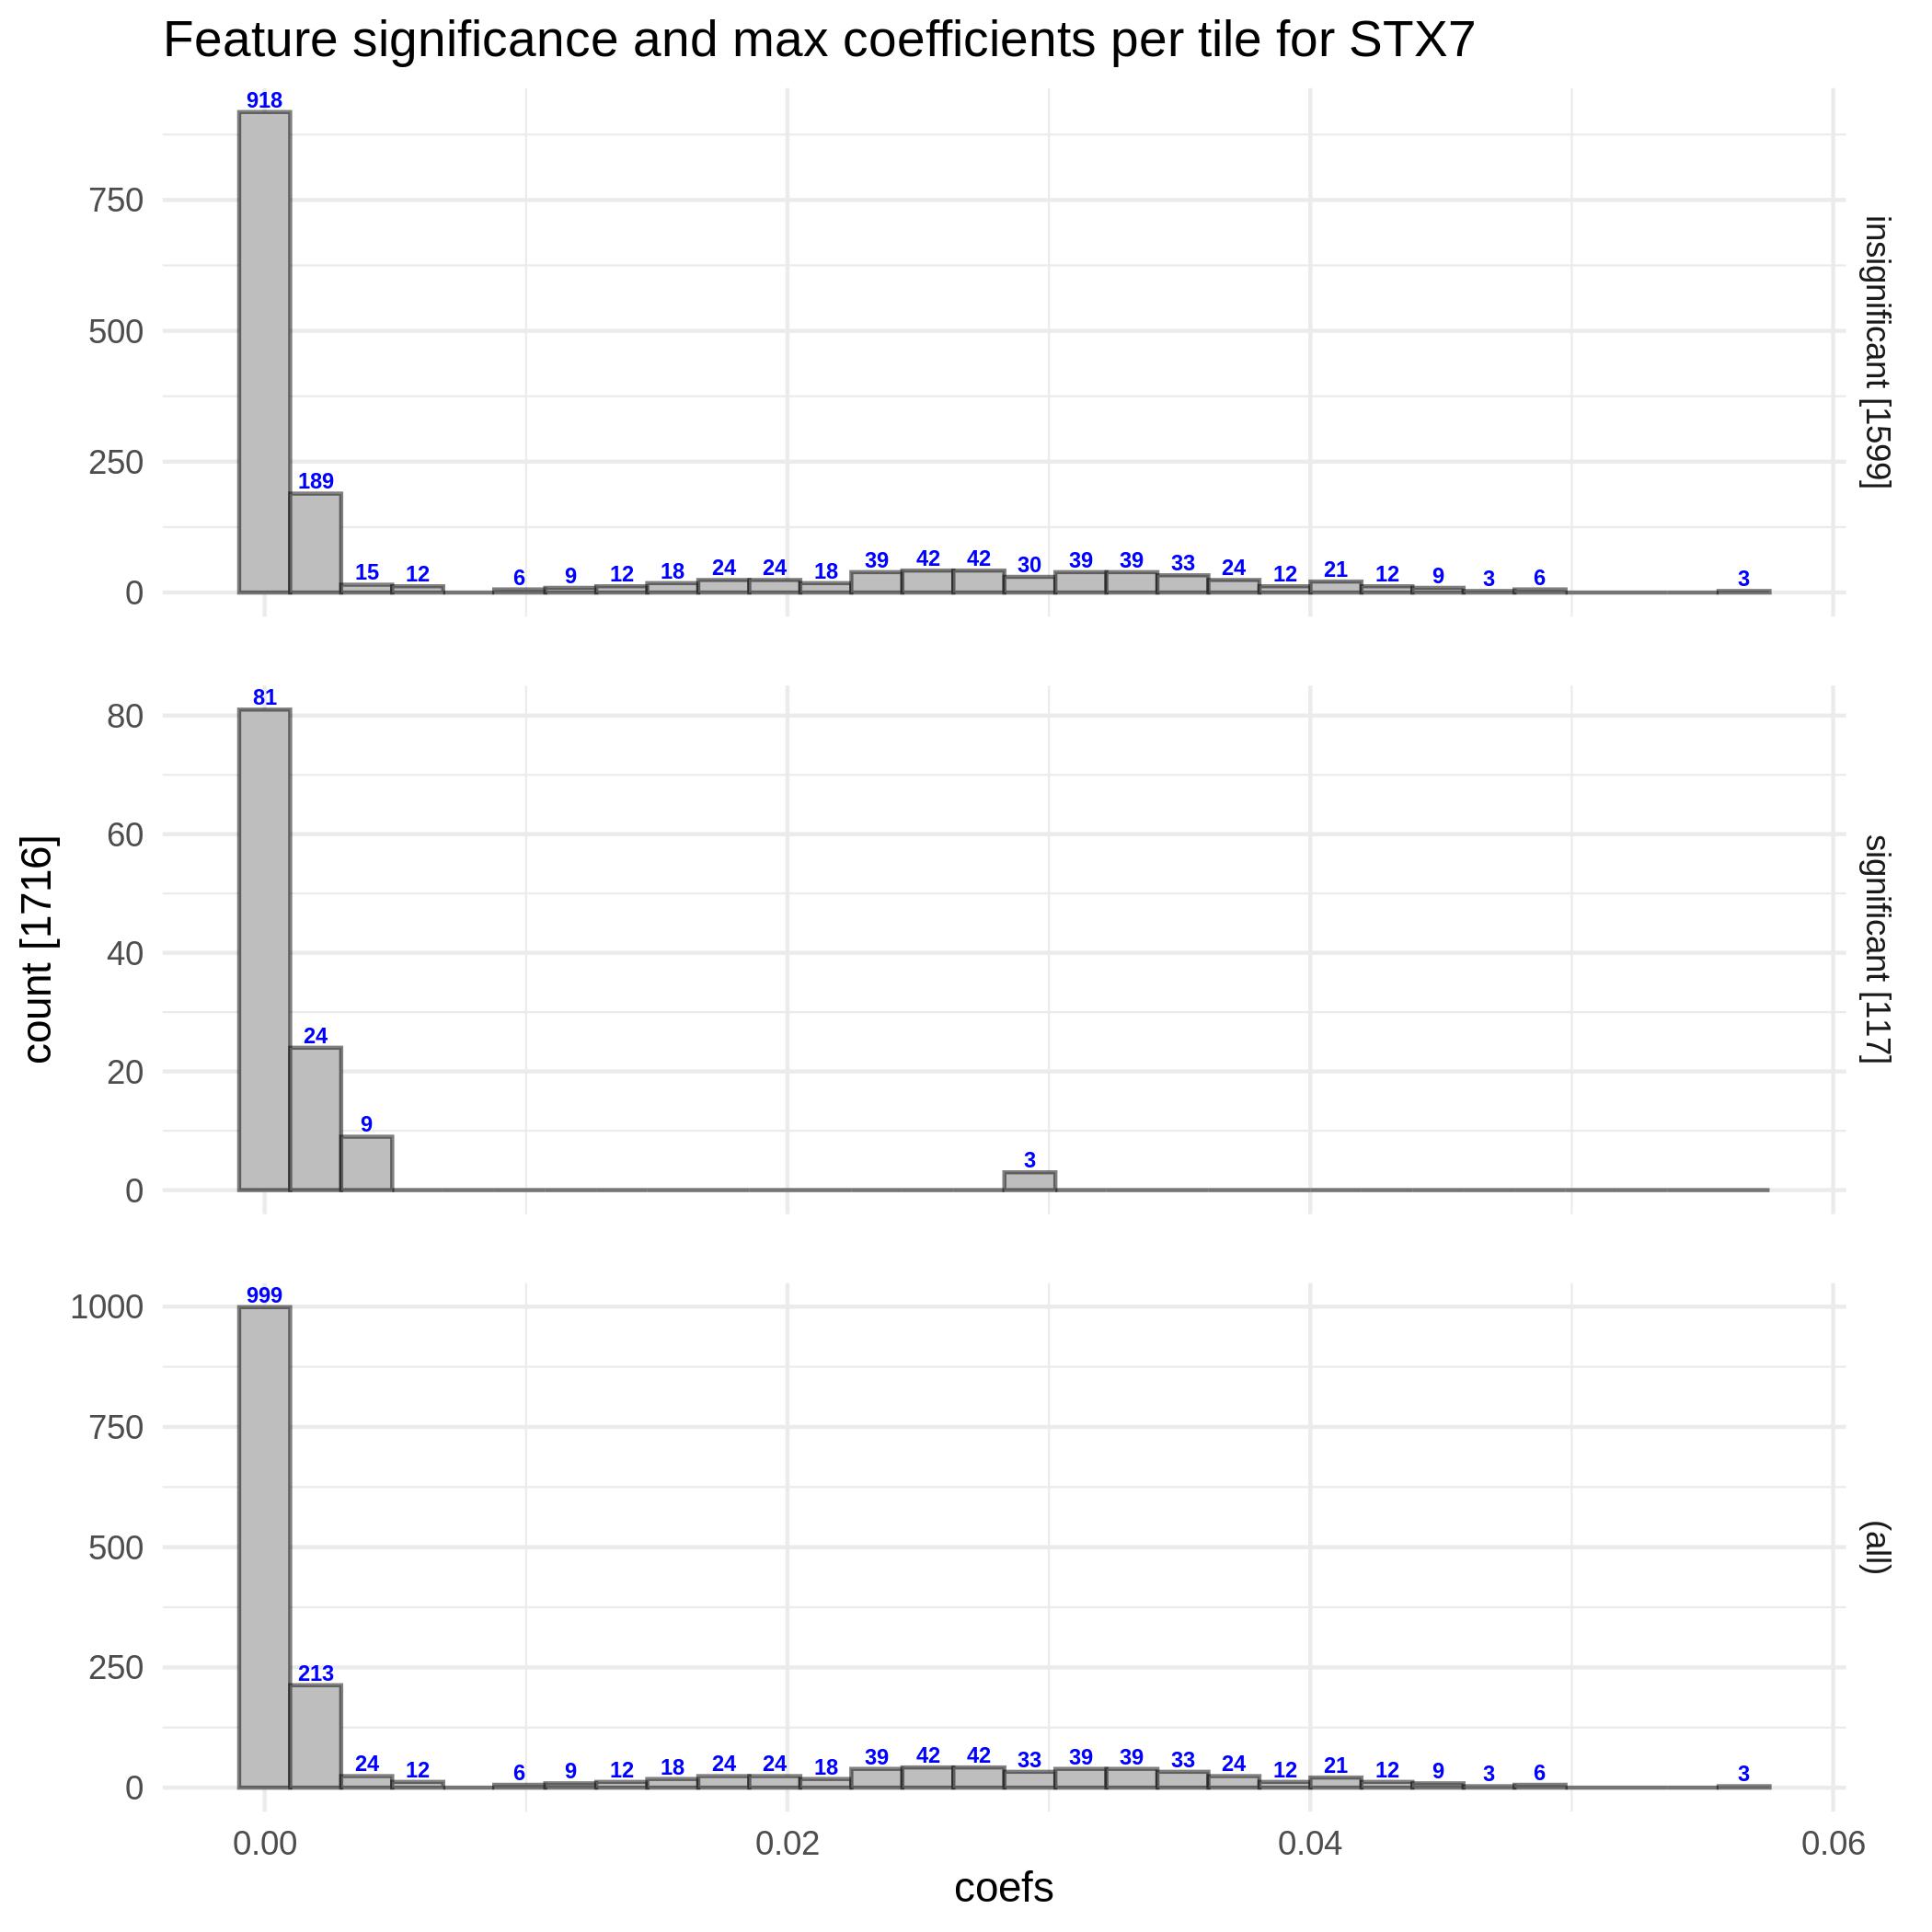 Feature significance and max coefficients per tile for STX7
918
750
500
250
0
189
15 12 6 9 12 18 24 24 18 39 42 42 30 39 39 33 24 12 21 12 9 3 6 3
insignificant [1599]
81
80
60
40
20
0
24
9
3
significant [117]
count [1716]
999
1000
750
500
250
0
213
24 12 6 9 12 18 24 24 18 39 42 42 33 39 39 33 24 12 21 12 9 3 6 3
(all)
0.00 0.02 0.04 0.06
coefs